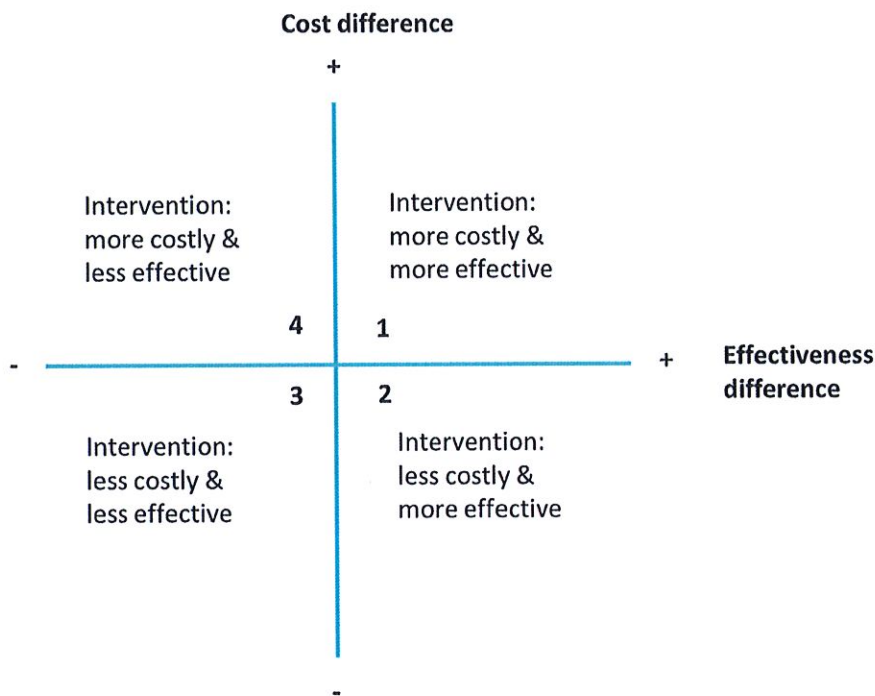 Cost difference
+
Intervention:
more costly &
less effective
Intervention:
more costly &
more effective
4
1
-
+
Effectiveness
difference
3
2
Intervention:
less costly &
less effective
Intervention:
less costly &
more effective
-